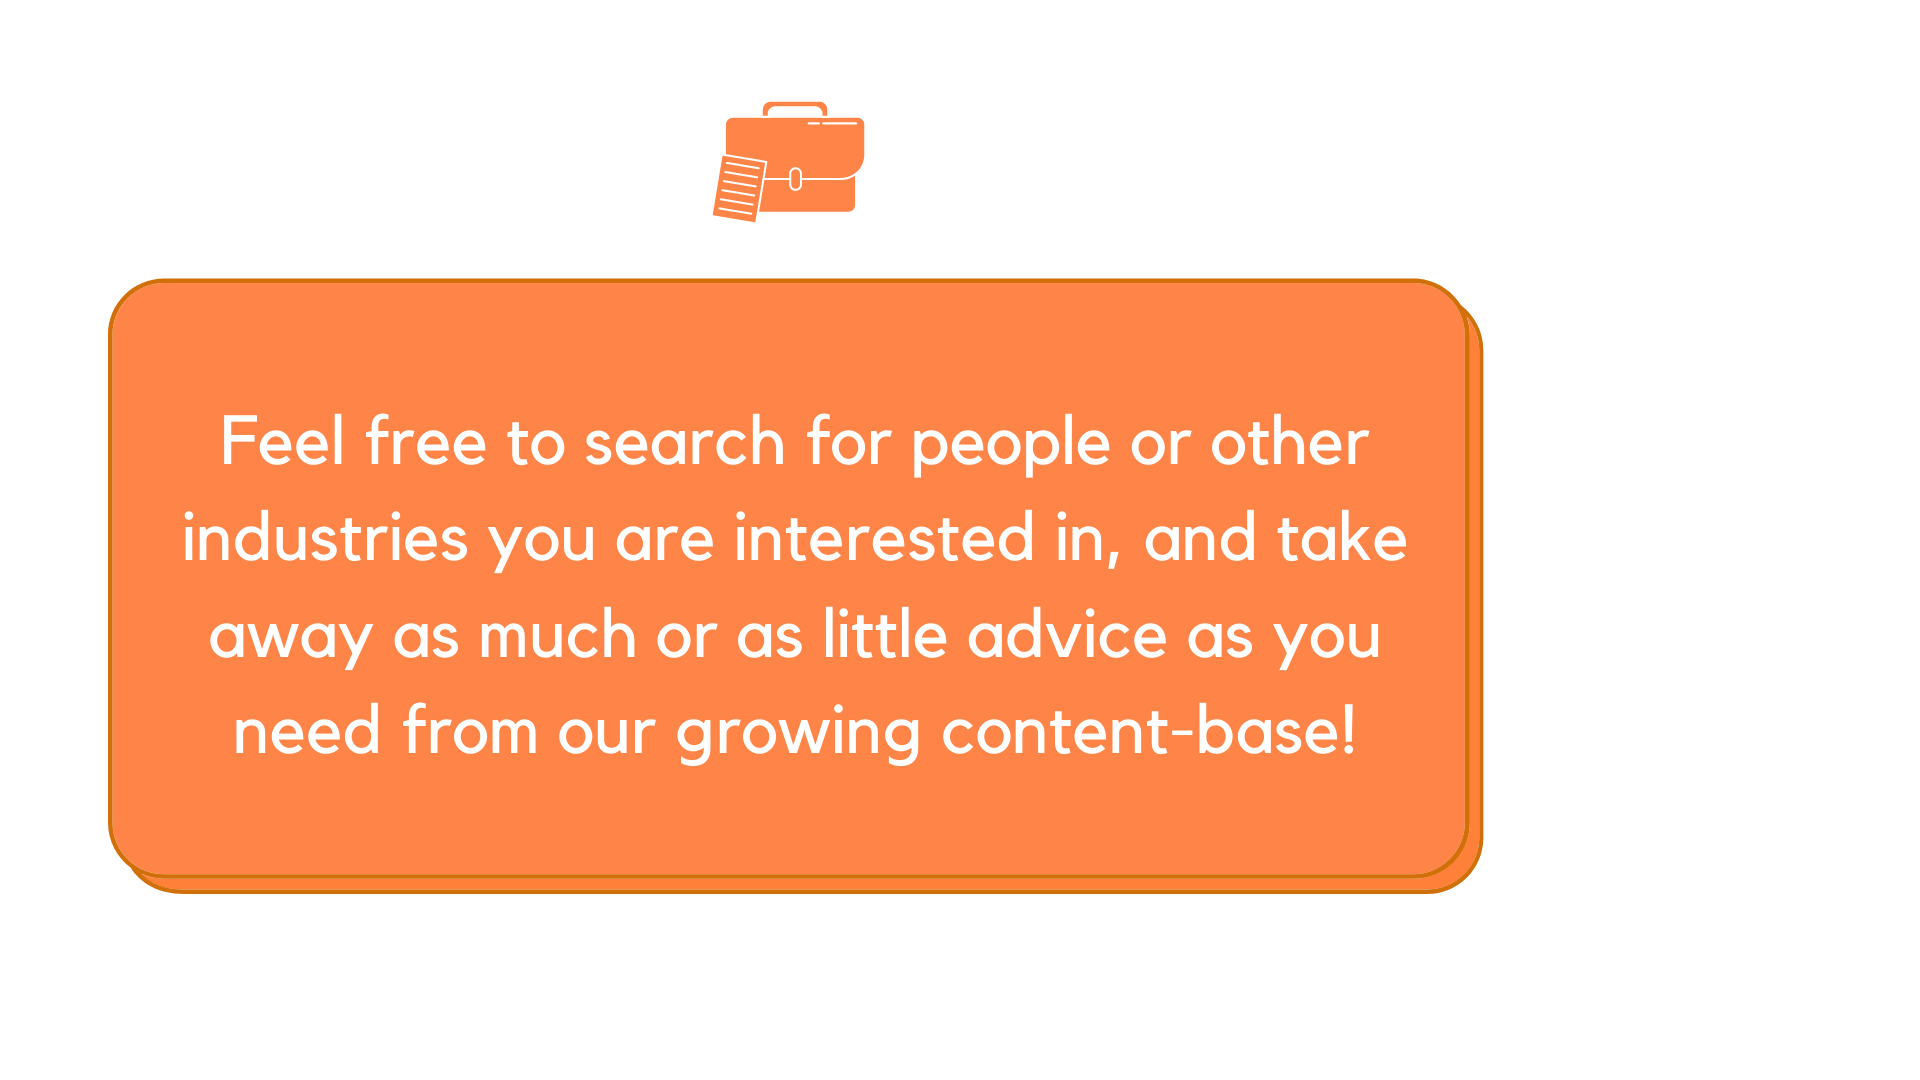 Feel free to search for people or other
industries you are interested in, and take
away as much or as little advice as you
need from our growing content-base!